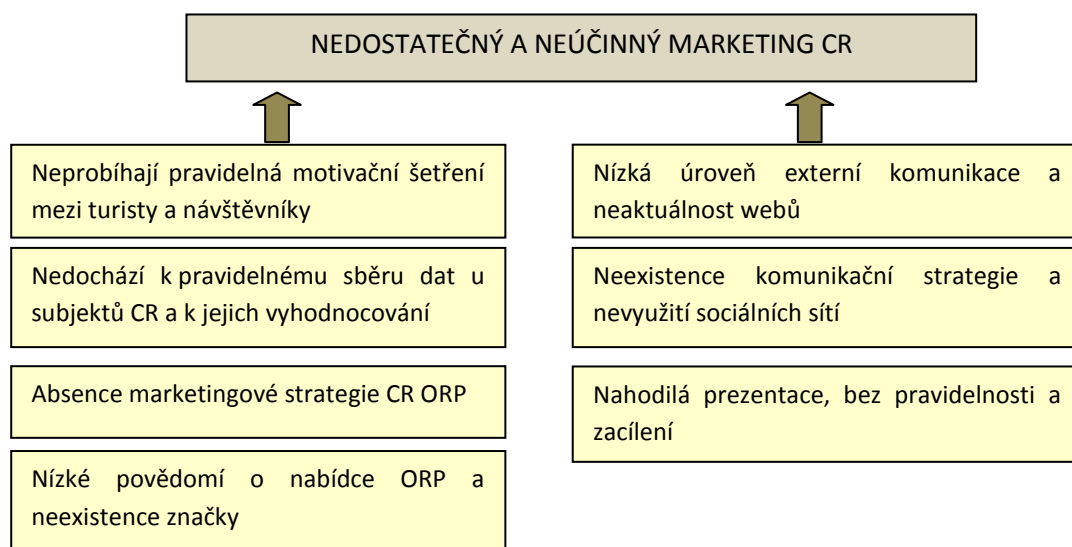 NEDOSTATEČNÝ A NEÚČINNÝ MARKETING CR
Neprobíhají pravidelná motivační šetření
mezi turisty a návštěvníky
Nedochází k pravidelnému sběru dat u
subjektů CR a k jejich vyhodnocování
Absence marketingové strategie CR ORP
Nízké povědomí o nabídce ORP a
neexistence značky
Nízká úroveň externí komunikace a
neaktuálnost webů
Neexistence komunikační strategie a
nevyužití sociálních sítí
Nahodilá prezentace, bez pravidelnosti a
zacílení